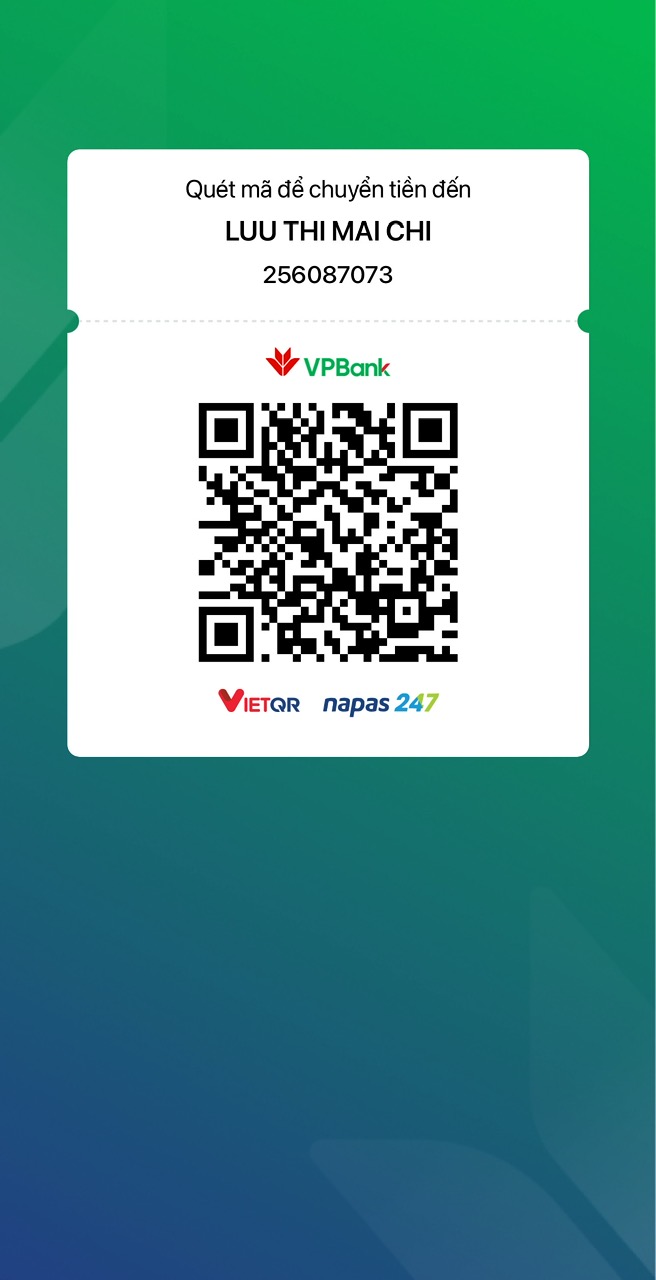 Quét mã để chuyển tiền đến
LUU THI MAI CHI
256087073
VPBank
VIETQR napas 247